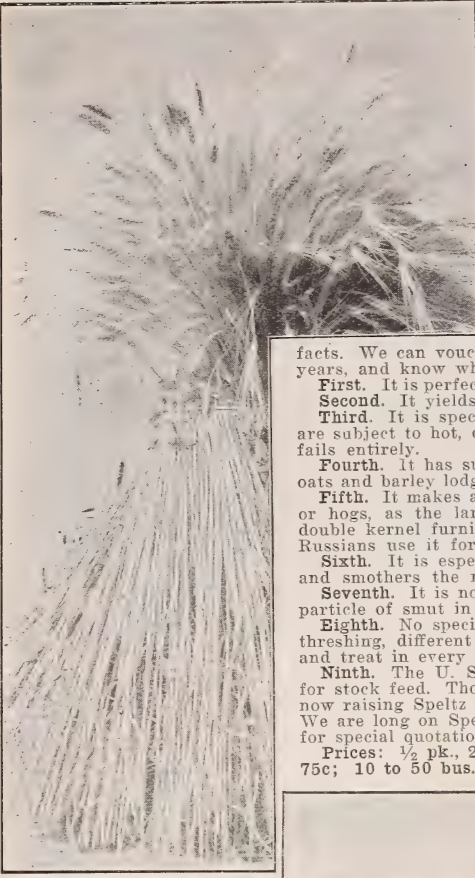 facts. We can vouc
years, and know wh
First. It is perfec
Second. It yields
Third. It is spec
are subject to hot,
fails entirely.
Fourth. It has su
oats and barley lodg
Fifth. It makes a
or hogs, as the lar
double kernel furni
Russians use it for
Sixth. It is espe
and smothers the
Seventh. It is no
particle of smut in
Eighth. No speci
threshing, different
and treat in every
Ninth. The U. S
for stock feed. Tho
now raising Speltz
We are long on Spe
for special quotatio
Prices: ½ pk., 2
75c; 10 to 50 bus.